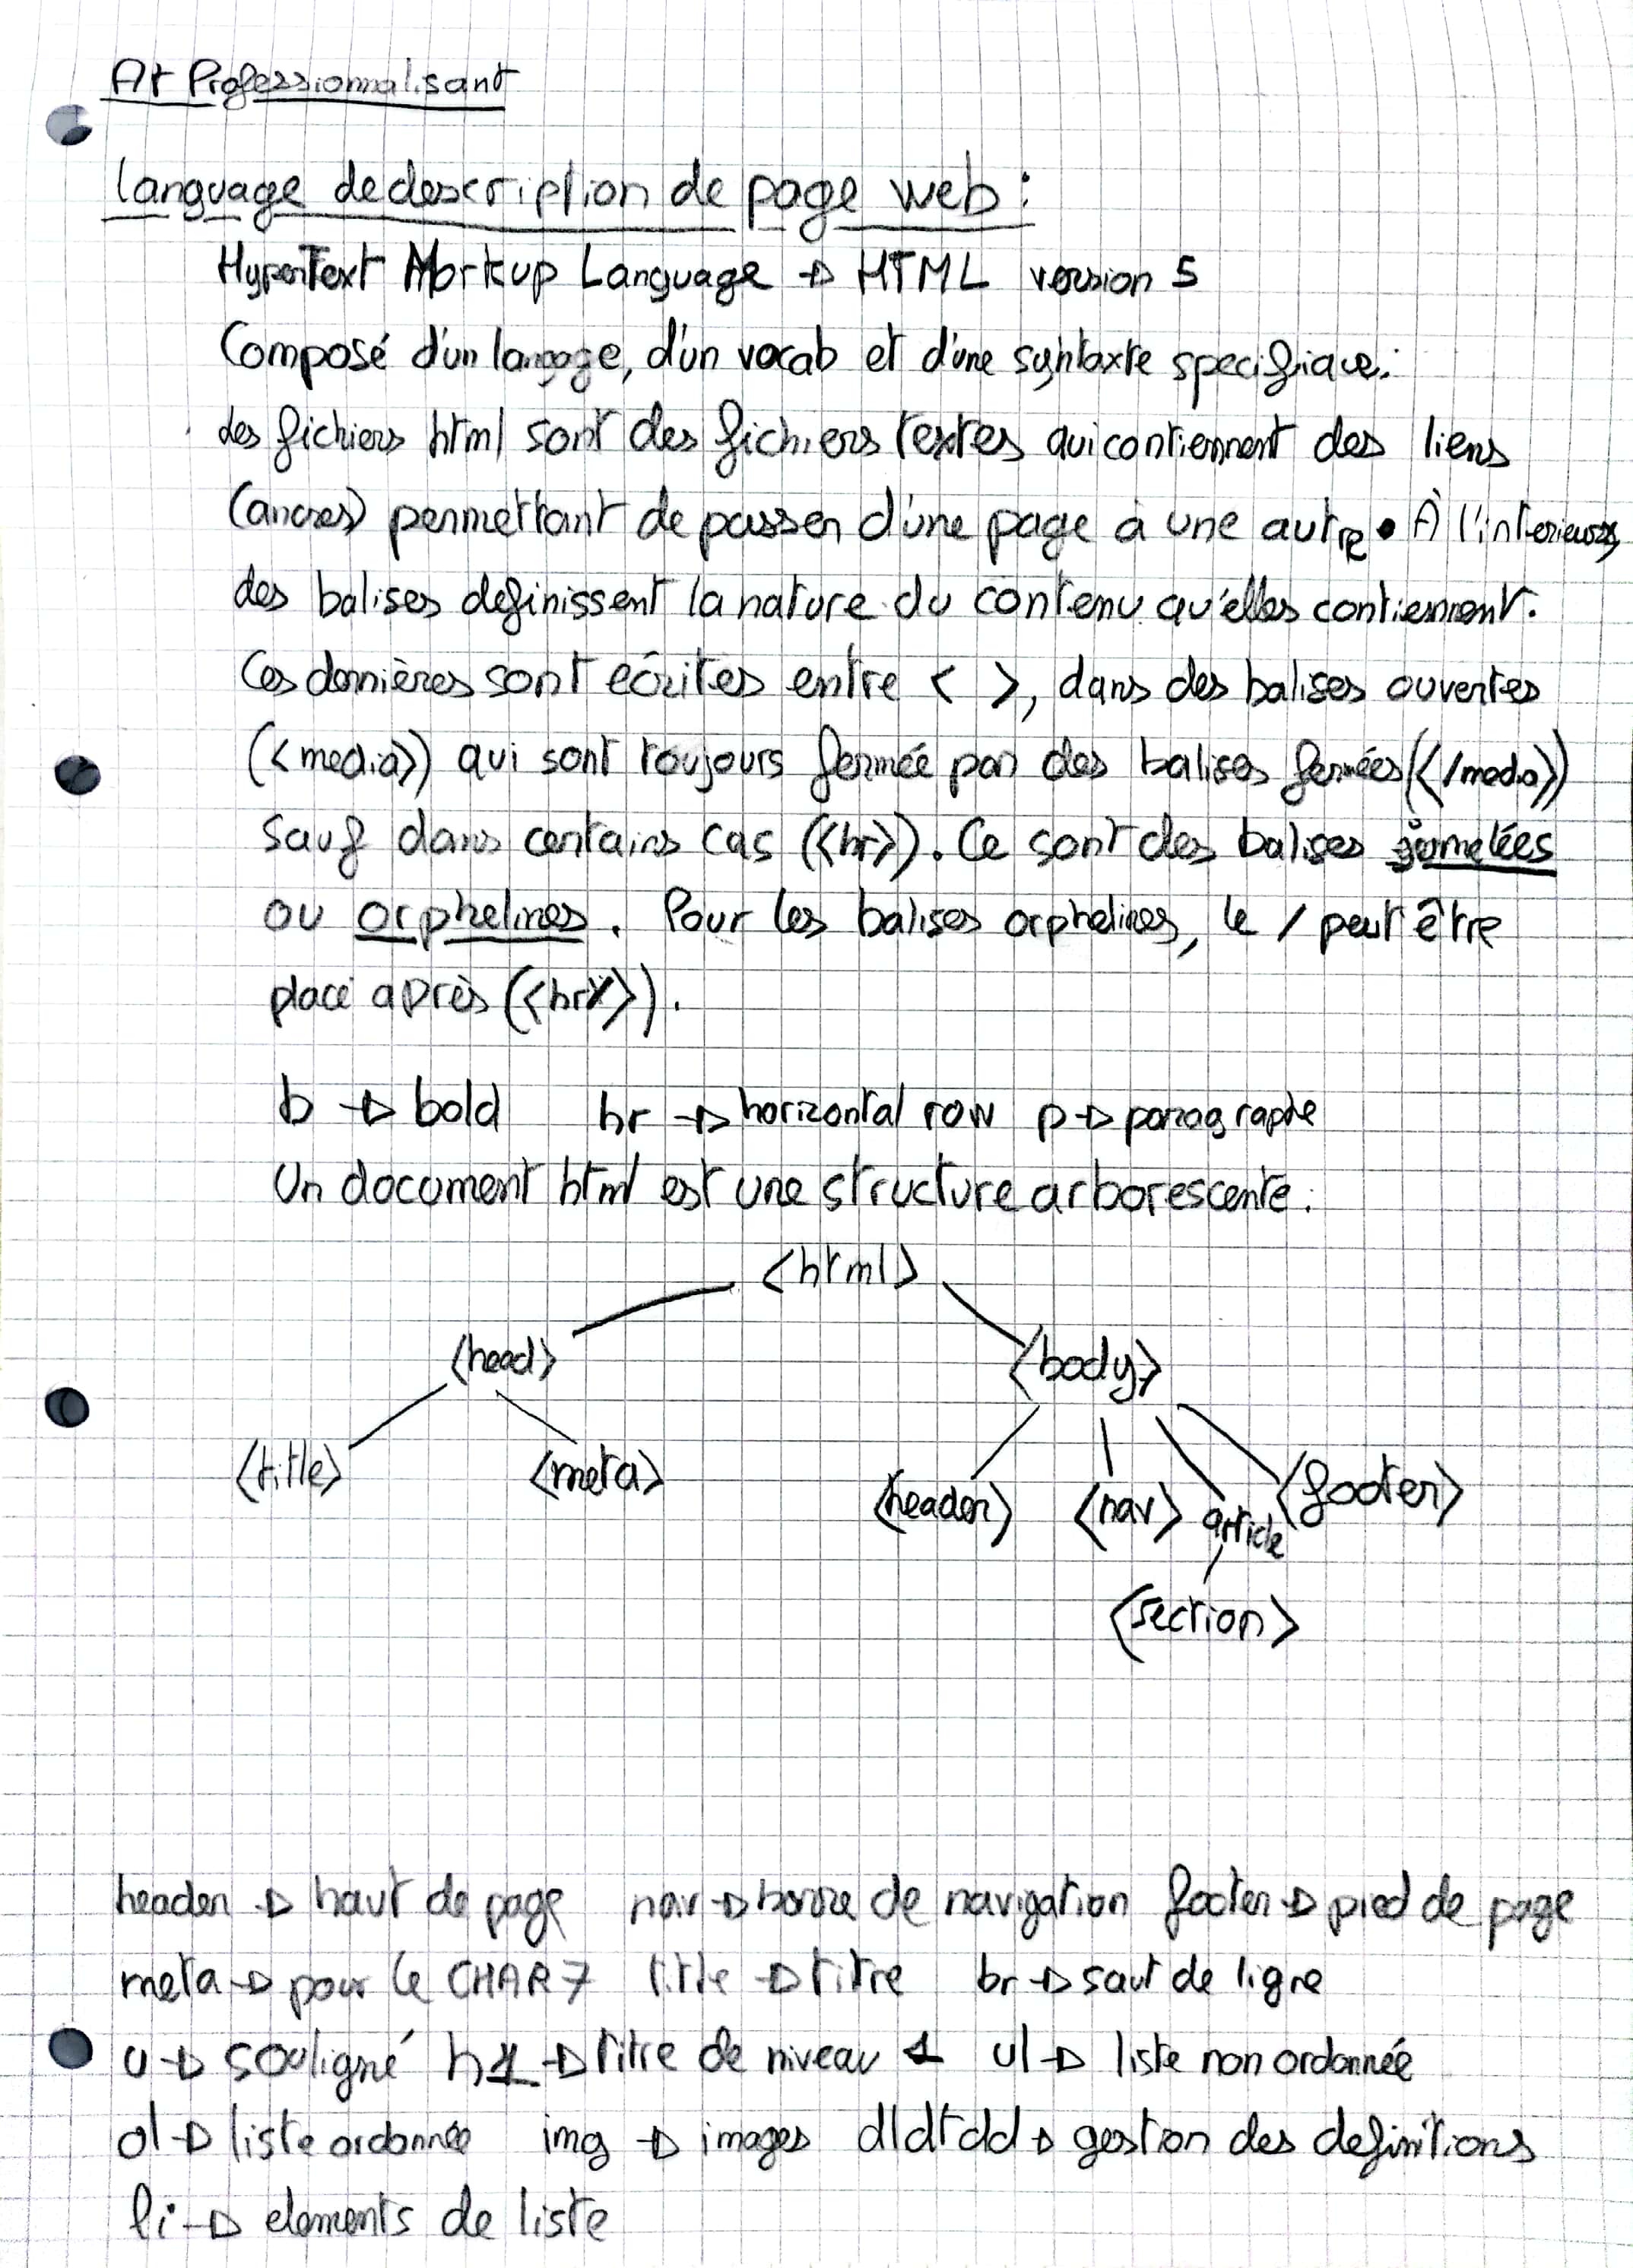 At Professionnalisant
Language de description de page web :
HyperText Markup Language → HTML version 5
Composé d'un langage, d'un vocab et d'une syntaxte specifique.
des fichiers html sont des fichiers textes qui contiennent des liens
(ancres) permettant de passer d'une page à une autre. À l'interieur,
des balises definissent la nature du contenu qu'elles contiennent.
Ces dernières sont ecrites entre < >, dans des balises ouvertes
(<media>) qui sont toujours fermée par des balises fermées (</media>)
sauf dans certains cas (<hr>). Ce sont des balises jumelées
ou orphelines. Pour les balises orphelines, le / peut être
placé après (<hr/>).
b → bold hr → horizontal row p → paragraphe
Un document html est une structure arborescente.
<html>
<head> <body>
<title> <meta> <header> <nav> article <footer>
<section>
header → haut de page nav → barre de navigation footer → pied de page
meta → pour le title → titre br → saut de ligne
u → souligné h1 → titre de niveau 1 ul → liste non ordonnée
ol → liste ordonnée img → images dl dt dd → gestion des definitions
li → elements de liste